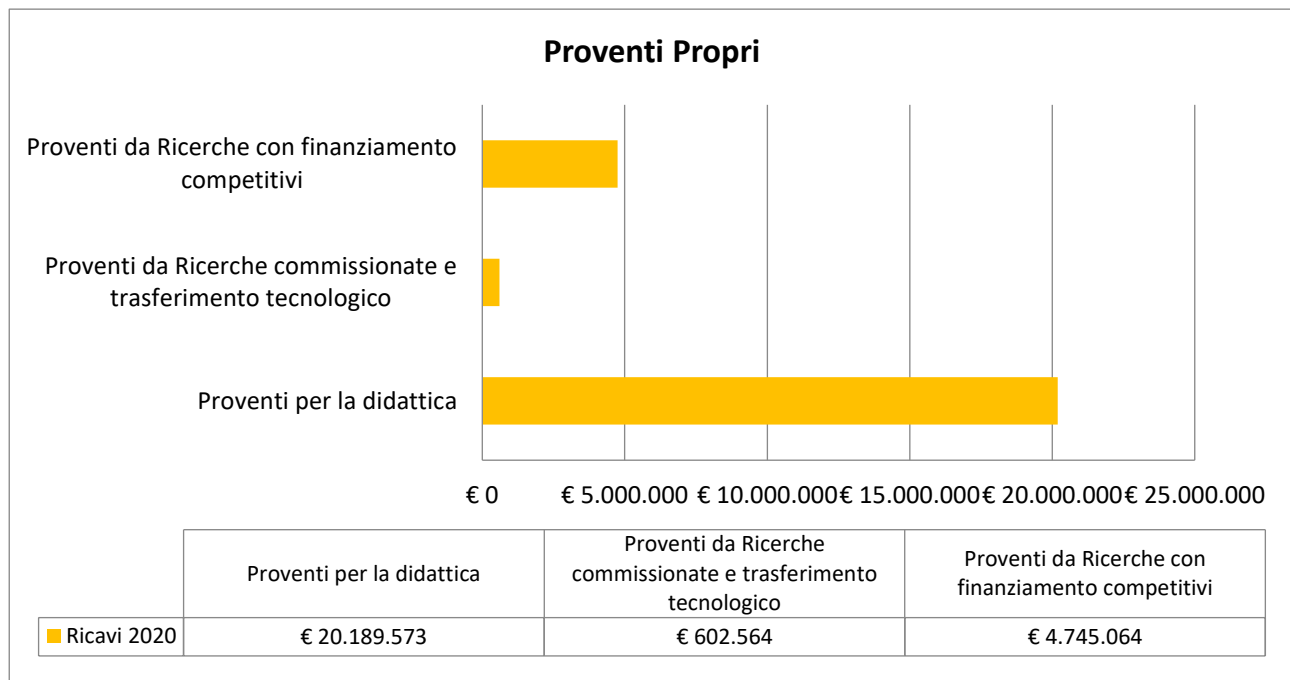 Proventi Propri
Proventi da Ricerche con finanziamento
competitivi
Proventi da Ricerche commissionate e
trasferimento tecnologico
Proventi per la didattica
€ 0 € 5.000.000 € 10.000.000 € 15.000.000 € 20.000.000 € 25.000.000
Proventi per la didattica
Proventi da Ricerche
commissionate e trasferimento
tecnologico
Proventi da Ricerche con
finanziamento competitivi
Ricavi 2020 € 20.189.573 € 602.564 € 4.745.064